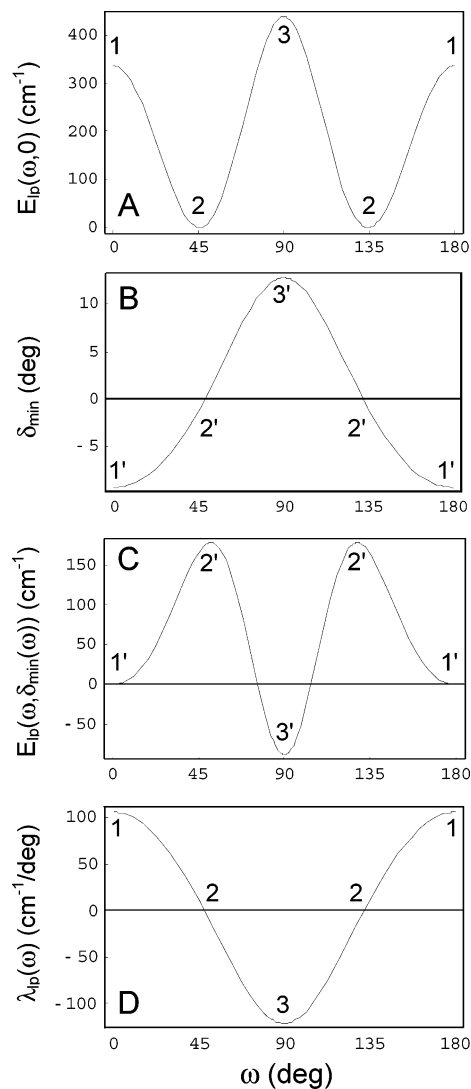 E_lp(ω,0) (cm⁻¹)
400
300
200
100
0
1
3
1
2
2
A
0 45 90 135 180
δ_min (deg)
10
5
0
-5
B
3'
2' 2'
1' 1'
0 45 90 135 180
E_lp(ω,δ_min(ω)) (cm⁻¹)
150
100
50
0
-50
C
2' 2'
1' 1'
3'
0 45 90 135 180
λ_lp(ω) (cm⁻¹/deg)
100
50
0
-50
-100
1 1
2 2
3
D
0 45 90 135 180
ω (deg)